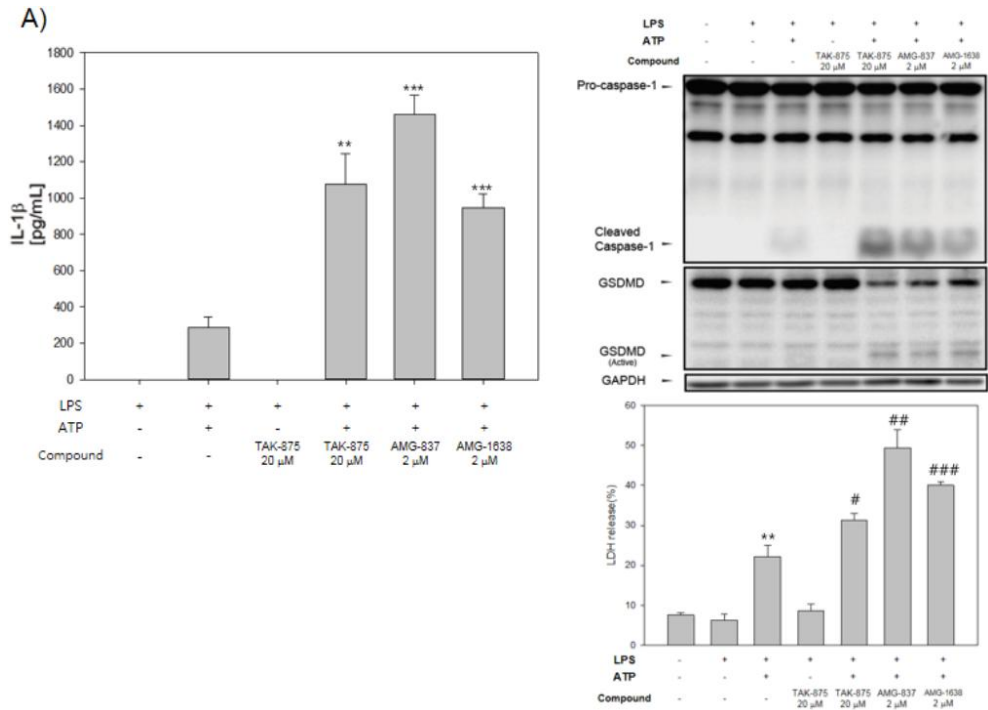 A)
1800
1600
1400
1200
1000
800
600
400
200
0
IL-1β
[pg/mL]
**
***
***
LPS + + + + + +
ATP - + - + + +
Compound - - TAK-875 TAK-875 AMG-837 AMG-1638
20 μM 20 μM 2 μM 2 μM
LPS - + + + + + +
ATP - - + - + + +
Compound - - - TAK-875 TAK-875 AMG-837 AMG-1638
20 μM 20 μM 2 μM 2 μM
Pro-caspase-1
Cleaved
Caspase-1
GSDMD
GSDMD
(Active)
GAPDH
60
50
40
30
20
10
0
LDH release(%)
**
#
##
###
LPS - + + + + + +
ATP - - + - + + +
Compound - - - TAK-875 TAK-875 AMG-837 AMG-1638
20 μM 20 μM 2 μM 2 μM